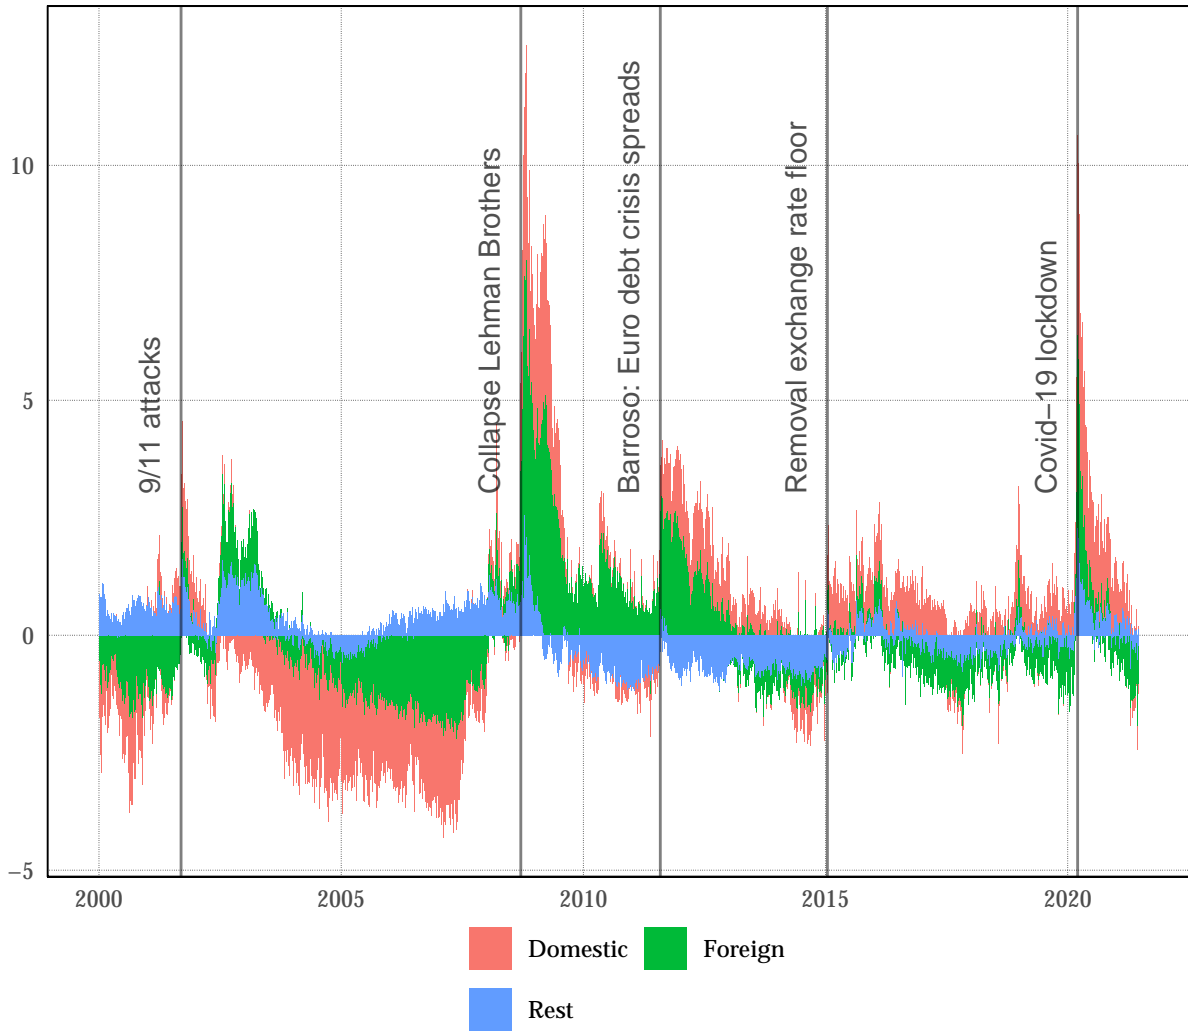 10
5
0
−5
9/11 attacks
Collapse Lehman Brothers
Barroso: Euro debt crisis spreads
Removal exchange rate floor
Covid−19 lockdown
2000
2005
2010
2015
2020
Domestic
Foreign
Rest